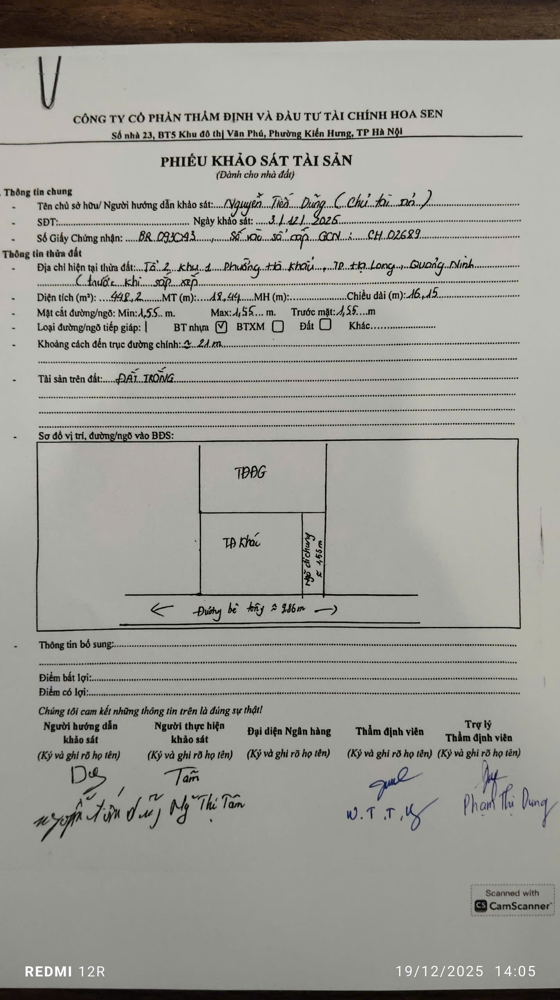 CÔNG TY CỔ PHẦN THẨM ĐỊNH VÀ ĐẦU TƯ TÀI CHÍNH HOA SEN
Số nhà 23, BT5 Khu đô thị Văn Phú, Phường Kiến Hưng, TP Hà Nội
PHIẾU KHẢO SÁT TÀI SẢN
(Dành cho nhà đất)
Thông tin chung
- Tên chủ sở hữu/ Người hướng dẫn khảo sát:....Nguyễn Tiến Dũng (Chủ tài sản)
- SĐT:.............. Ngày khảo sát: .....3/12/2025
- Số Giấy Chứng nhận: .....BR 093093, Số vào sổ cấp GCN : CH 02689
Thông tin thửa đất
- Địa chỉ hiện tại thửa đất:...Tổ 2 khu 1 Phường Hà Khẩu, TP. Hạ Long, Quảng Ninh
(trước khi sắp xếp
- Diện tích (m²): ....448,2.......MT (m):....18,44.....MH (m):..............Chiều dài (m):16,15
- Mặt cắt đường/ngõ: Min:1,55.. m. Max:1,55... m. Trước mặt:1,55....m
- Loại đường/ngõ tiếp giáp: | BT nhựa ☑ BTXM ☐ Đất ☐ Khác..............
- Khoảng cách đến trục đường chính:≈ 21 m
- Tài sản trên đất:.....ĐẤT TRỐNG
- Sơ đồ vị trí, đường/ngõ vào BĐS:
TĐĐG
TĐ Khác
Ngõ đi chung
≈ 1,55m
← Đường bê tông ≈ 9.86m →
- Thông tin bổ sung:
Điểm bất lợi:
Điểm có lợi:
Chúng tôi cam kết những thông tin trên là đúng sự thật!
Người hướng dẫn khảo sát Người thực hiện khảo sát Đại diện Ngân hàng Thẩm định viên Trợ lý Thẩm định viên
(Ký và ghi rõ họ tên) (Ký và ghi rõ họ tên) (Ký và ghi rõ họ tên) (Ký và ghi rõ họ tên) (Ký và ghi rõ họ tên)
Tâm
nguyễn tiến dũng Ng Thị Tâm Phạm Thị Dung
Scanned with
CS CamScanner
REDMI 12R 19/12/2025 14:05